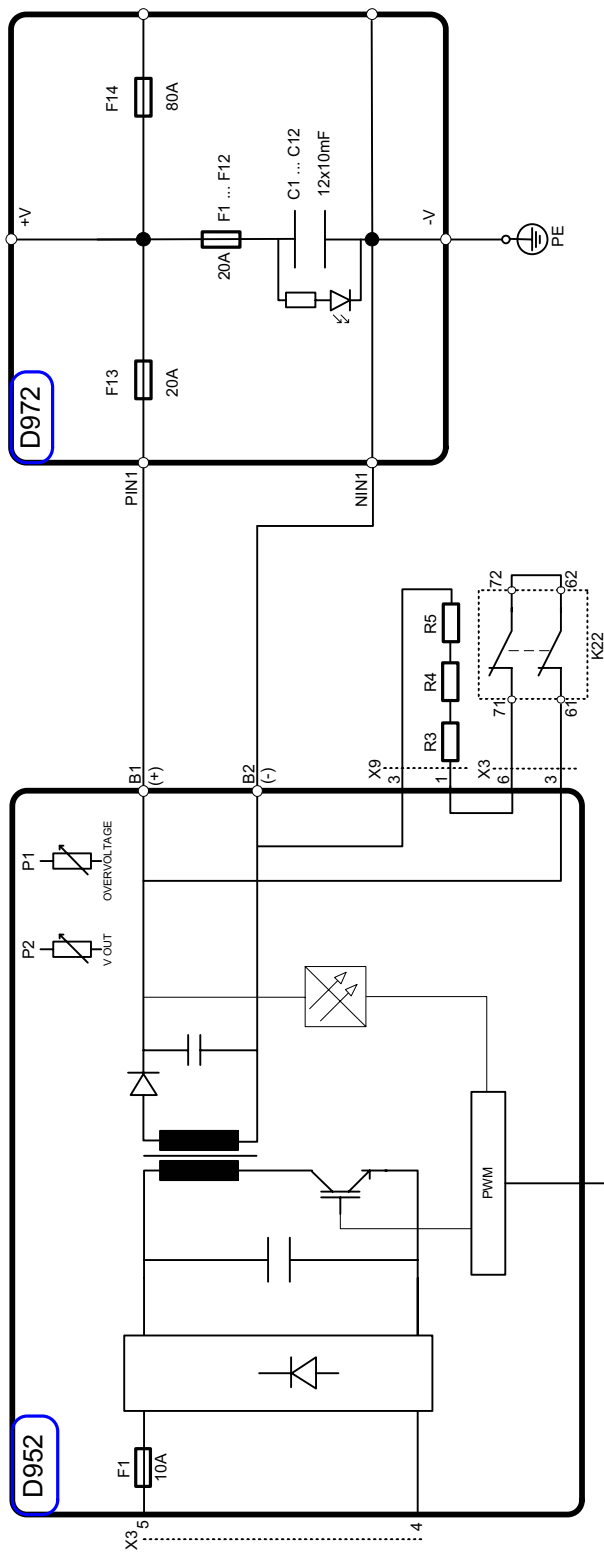 D952
X3
5
4
F1
10A
PWM
P2
V OUT
P1
OVERVOLTAGE
B1
(+)
B2
(-)
X9
3
1
X3
6
3
R3
R4
R5
71
72
61
62
K22
D972
PIN1
NIN1
F13
20A
+V
F1 ... F12
20A
C1 ... C12
12x10mF
F14
80A
-V
PE